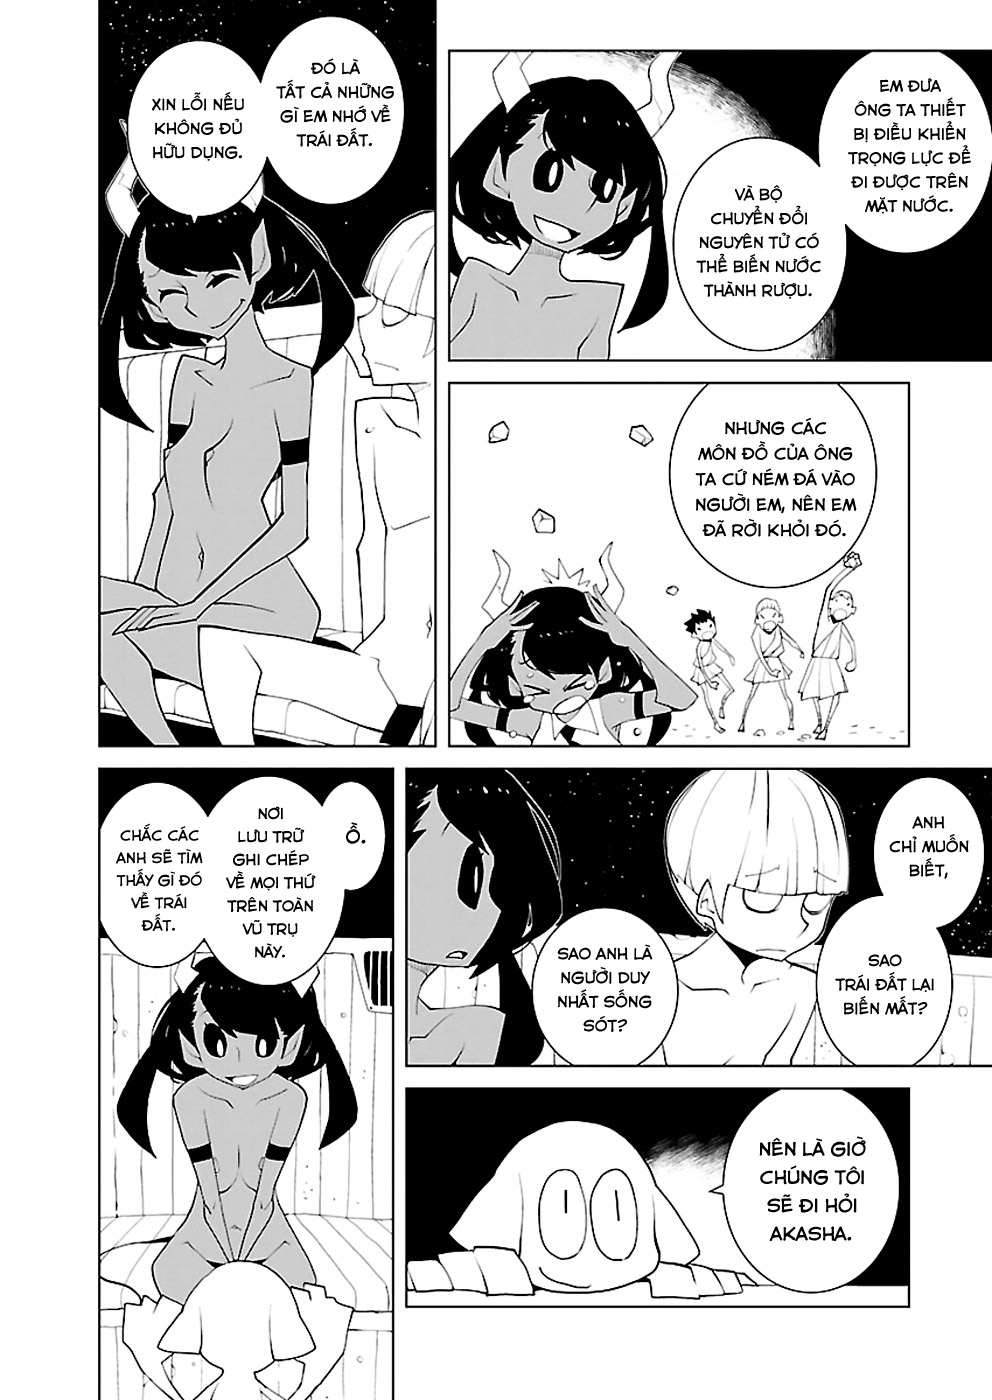 EM ĐƯA
ÔNG TA THIẾT
BỊ ĐIỀU KHIỂN
TRỌNG LỰC ĐỂ
ĐI ĐƯỢC TRÊN
MẶT NƯỚC.
VÀ BỘ
CHUYỂN ĐỔI
NGUYÊN TỬ CÓ
THỂ BIẾN NƯỚC
THÀNH RƯỢU.
NHƯNG CÁC
MÔN ĐỒ CỦA ÔNG
TA CỨ NÉM ĐÁ VÀO
NGƯỜI EM, NÊN EM
ĐÃ RỜI KHỎI ĐÓ.
ĐÓ LÀ
TẤT CẢ NHỮNG
GÌ EM NHỚ VỀ
TRÁI ĐẤT.
XIN LỖI NẾU
KHÔNG ĐỦ
HỮU DỤNG.
ANH
CHỈ MUỐN
BIẾT,
SAO
TRÁI ĐẤT LẠI
BIẾN MẤT?
SAO ANH LÀ
NGƯỜI DUY
NHẤT SỐNG
SÓT?
NÊN LÀ GIỜ
CHÚNG TÔI
SẼ ĐI HỎI
AKASHA.
Ồ.
NƠI
LƯU TRỮ
GHI CHÉP
VỀ MỌI THỨ
TRÊN TOÀN
VŨ TRỤ
NÀY.
CHẮC CÁC
ANH SẼ TÌM
THẤY GÌ ĐÓ
VỀ TRÁI
ĐẤT.